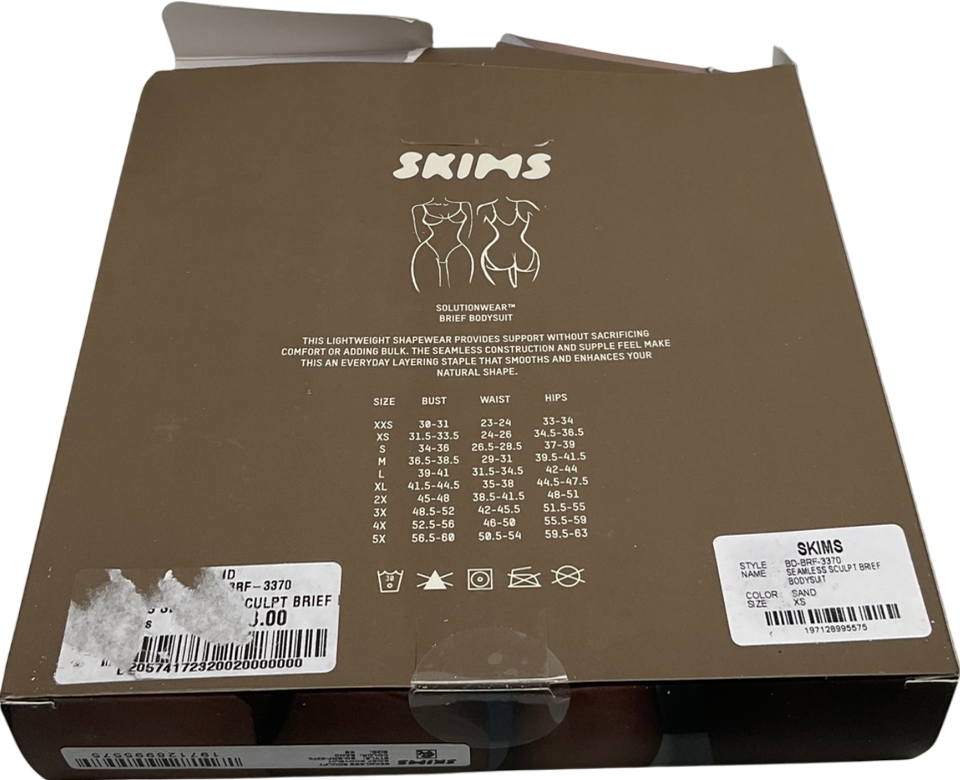 SKIMS
SOLUTIONWEAR™
BRIEF BODYSUIT
THIS LIGHTWEIGHT SHAPEWEAR PROVIDES SUPPORT WITHOUT SACRIFICING
COMFORT OR ADDING BULK. THE SEAMLESS CONSTRUCTION AND SUPPLE FEEL MAKE
THIS AN EVERYDAY LAYERING STAPLE THAT SMOOTHS AND ENHANCES YOUR
NATURAL SHAPE.
SIZE BUST WAIST HIPS
XXS 30-31 23-24 33-34
XS 31.5-33.5 24-26 34.5-36.5
S 34-36 26.5-28.5 37-39
M 36.5-38.5 29-31 39.5-41.5
L 39-41 31.5-34.5 42-44
XL 41.5-44.5 35-38 44.5-47.5
2X 45-48 38.5-41.5 48-51
3X 48.5-52 42-45.5 51.5-55
4X 52.5-56 46-50 55.5-59
5X 56.5-60 50.5-54 59.5-63
30
ID
BRF-3370
SCULPT BRIEF
.00
20574172320020000000
SKIMS
STYLE BD-BRF-3370
NAME SEAMLESS SCULPT BRIEF
BODYSUIT
COLOR SAND
SIZE XS
197128995575
SKIMS
197128995575